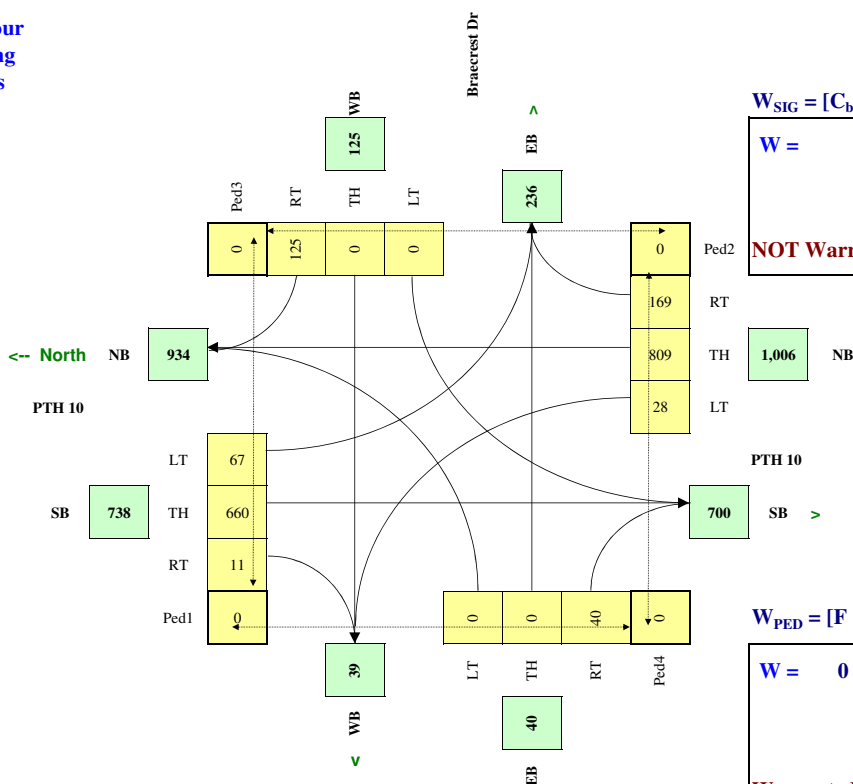 our
ng
s
Braecrest Dr
WB
^
W_SIG = [C_b
125
EB
W =
Ped3
RT
TH
LT
236
0
125
0
0
0
Ped2
NOT Warr
169
RT
<-- North
NB
934
809
TH
1,006
NB
PTH 10
28
LT
LT
67
PTH 10
SB
738
TH
660
700
SB
>
RT
11
Ped1
0
0
0
40
0
W_PED = [F
39
LT
TH
RT
Ped4
W =
0
WB
40
v
EB